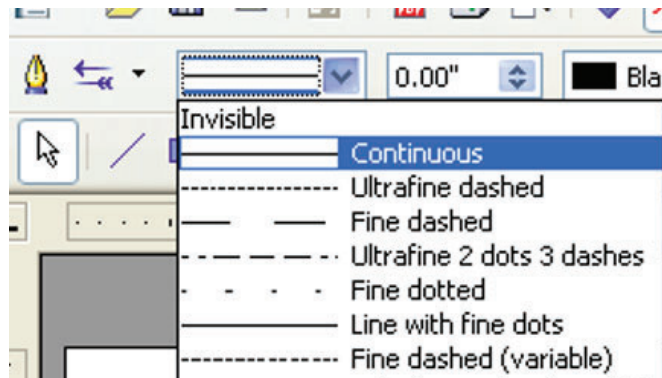 0.00" Bla
Invisible
Continuous
Ultrafine dashed
Fine dashed
Ultrafine 2 dots 3 dashes
Fine dotted
Line with fine dots
Fine dashed (variable)